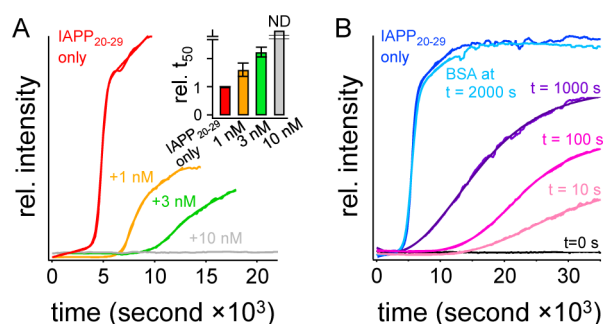 A
IAPP20-29
only
rel. intensity
+1 nM
+3 nM
+10 nM
0
5
10
15
20
time (second ×10³)
rel. t50
1
0
ND
IAPP20-29
only
1 nM
3 nM
10 nM
B
IAPP20-29
only
BSA at
t = 2000 s
t = 1000 s
t = 100 s
t = 10 s
t=0 s
rel. intensity
0
10
20
30
time (second ×10³)